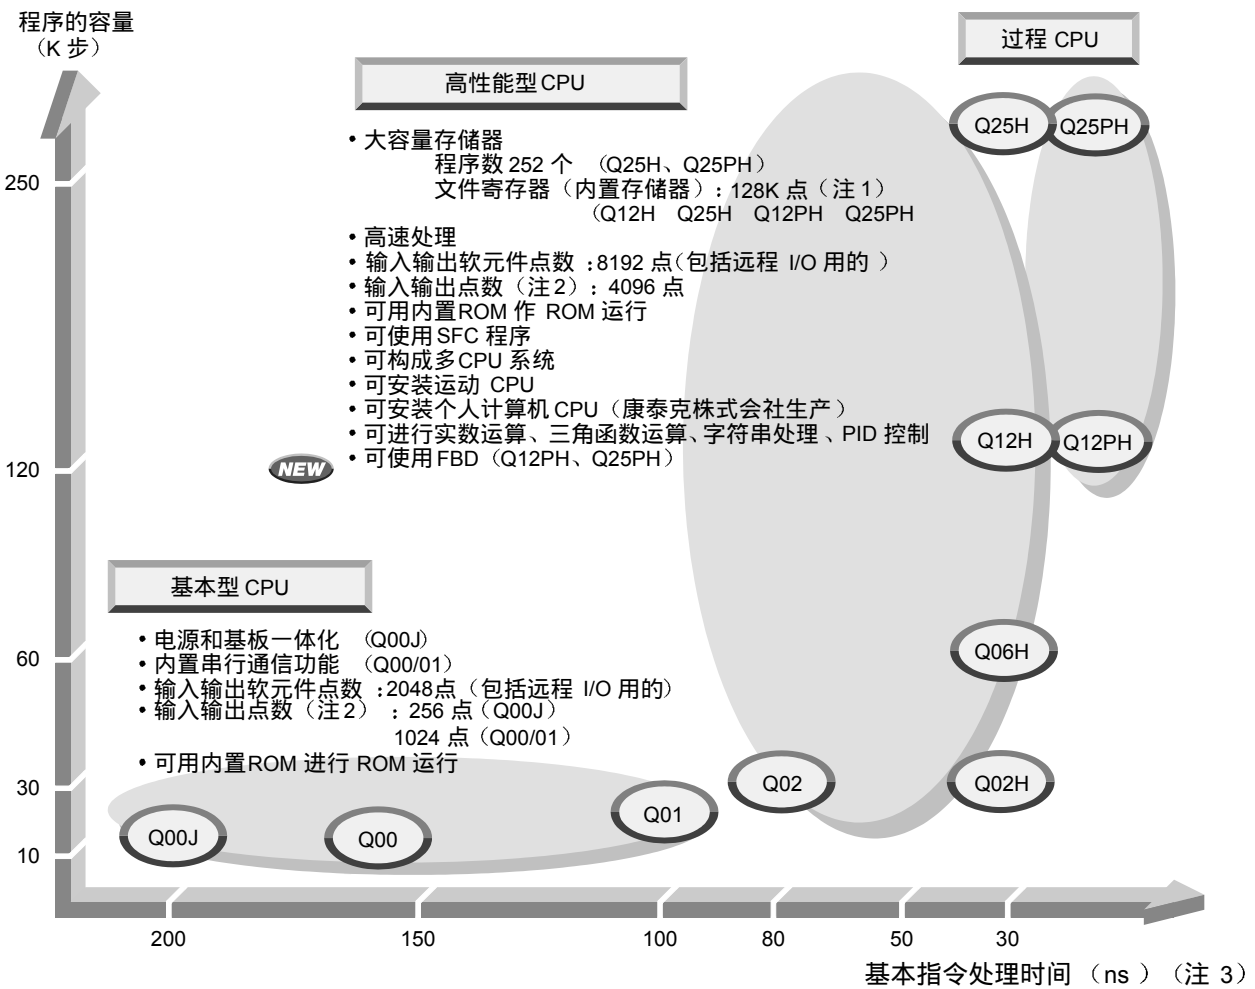 程序的容量
（K 步）
过程 CPU
高性能型CPU
Q25H
Q25PH
• 大容量存储器
程序数 252 个 （Q25H、Q25PH）
250
文件寄存器（内置存储器）: 128K 点（注 1）
（Q12H Q25H Q12PH Q25PH
• 高速处理
• 输入输出软元件点数 :8192 点（包括远程 I/O 用的 ）
• 输入输出点数（注2）: 4096 点
• 可用内置ROM 作 ROM 运行
• 可使用SFC 程序
• 可构成多CPU 系统
• 可安装运动 CPU
• 可安装个人计算机 CPU（康泰克株式会社生产）
• 可进行实数运算、三角函数运算、字符串处理 、PID 控制
Q12H
Q12PH
120
NEW
• 可使用FBD（Q12PH、Q25PH）
基本型 CPU
• 电源和基板一体化 （Q00J）
• 内置串行通信功能 （Q00/01）
60
Q06H
• 输入输出软元件点数 :2048点（包括远程 I/O 用的）
• 输入输出点数（注2） : 256 点（Q00J）
1024 点（Q00/01）
• 可用内置ROM 进行 ROM 运行
30
Q02
Q02H
Q01
Q00J
Q00
10
200
150
100
80
50
30
基本指令处理时间 （ns ）（注 3）